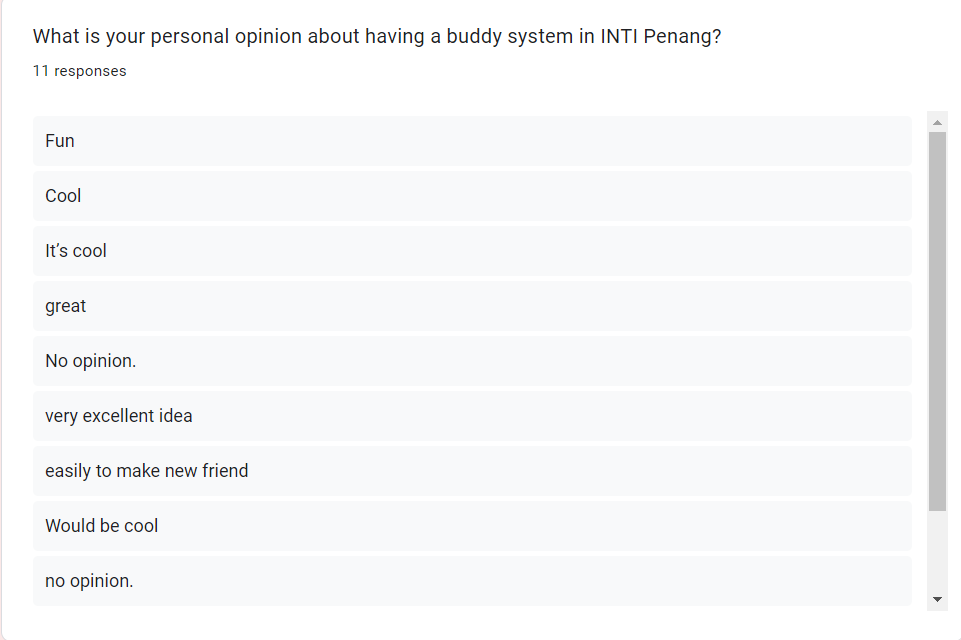 What is your personal opinion about having a buddy system in INTI Penang?
11 responses
Fun
Cool
It’s cool
great
No opinion.
very excellent idea
easily to make new friend
Would be cool
no opinion.